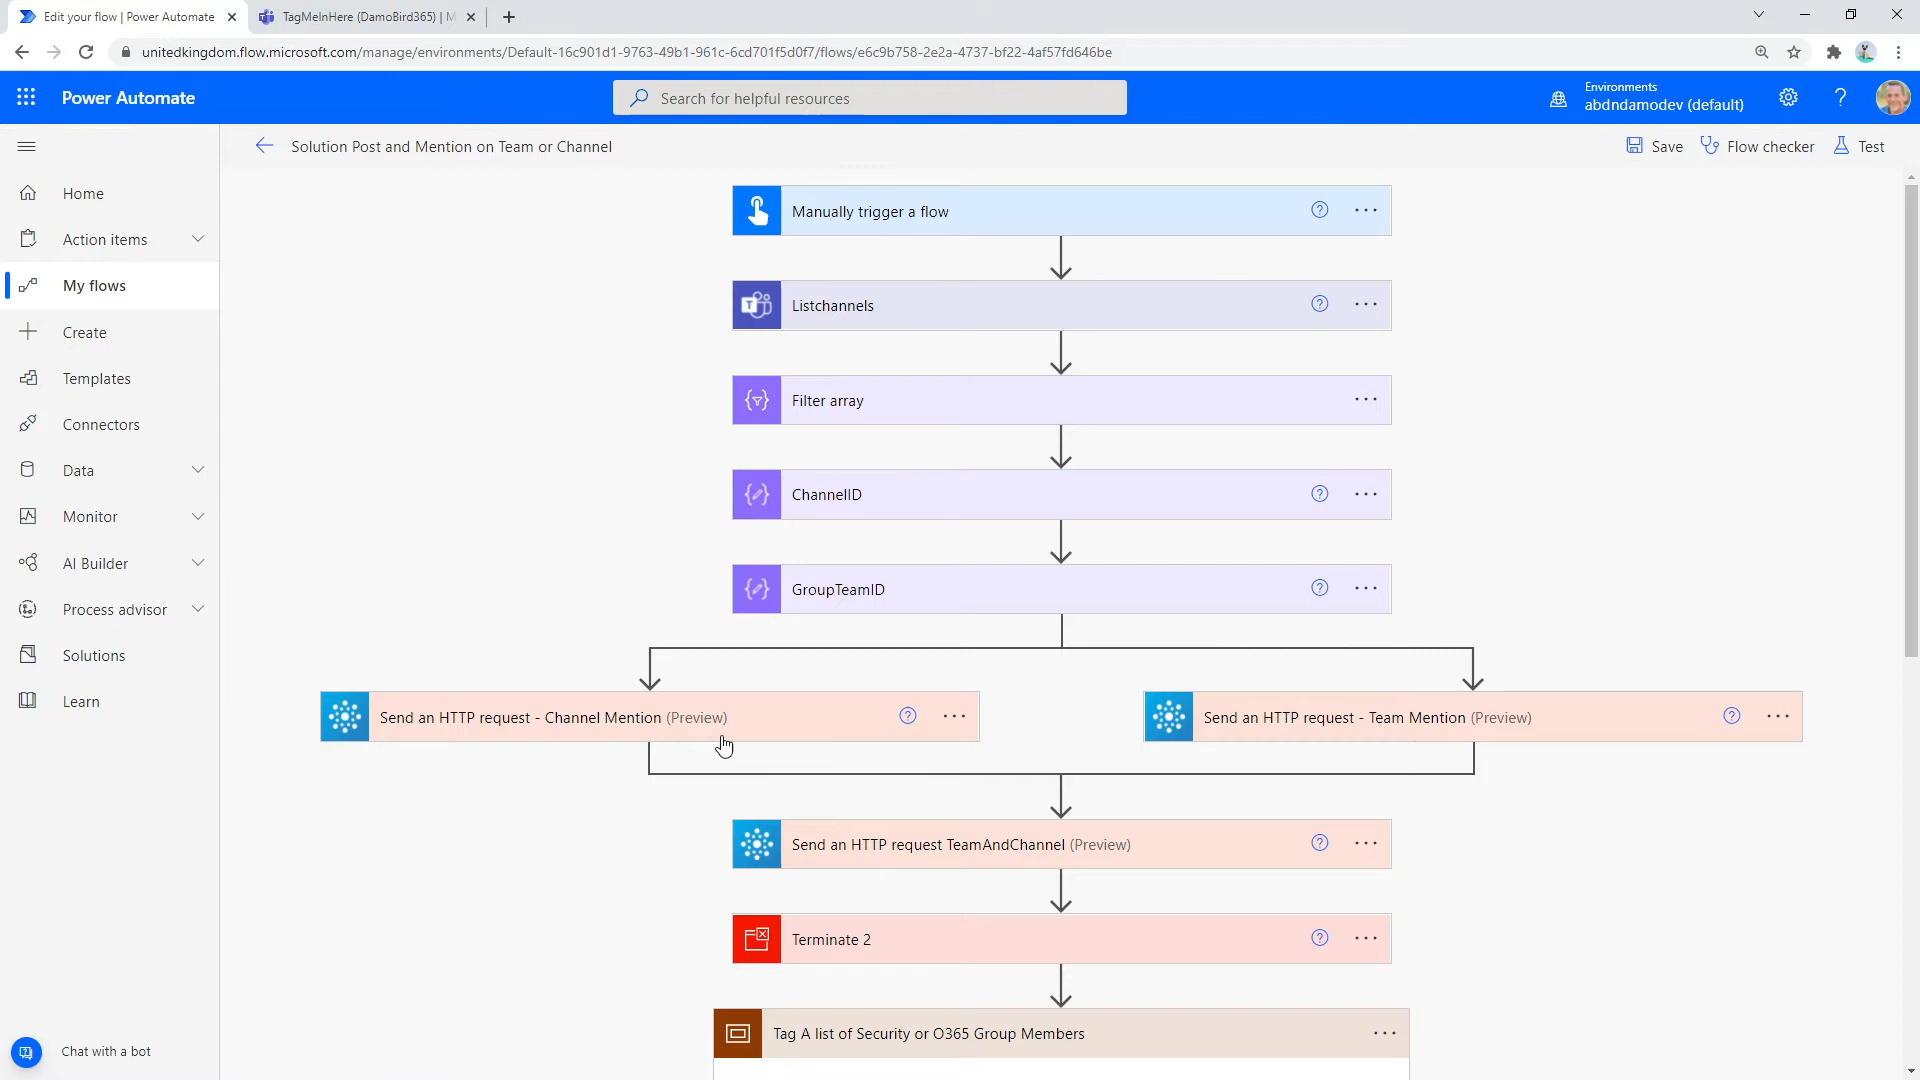 Edit your flow | Power Automate
TagMeInHere (DamoBird365) | M
unitedkingdom.flow.microsoft.com/manage/environments/Default-16c901d1-9763-49b1-961c-6cd701f5d0f7/flows/e6c9b758-2e2a-4737-bf22-4af57fd646be
Power Automate
Search for helpful resources
Environments
abdndamodev (default)
Solution Post and Mention on Team or Channel
Save
Flow checker
Test
Home
Action items
My flows
Create
Templates
Connectors
Data
Monitor
AI Builder
Process advisor
Solutions
Learn
Chat with a bot
Manually trigger a flow
Listchannels
Filter array
ChannelID
GroupTeamID
Send an HTTP request - Channel Mention (Preview)
Send an HTTP request - Team Mention (Preview)
Send an HTTP request TeamAndChannel (Preview)
Terminate 2
Tag A list of Security or O365 Group Members